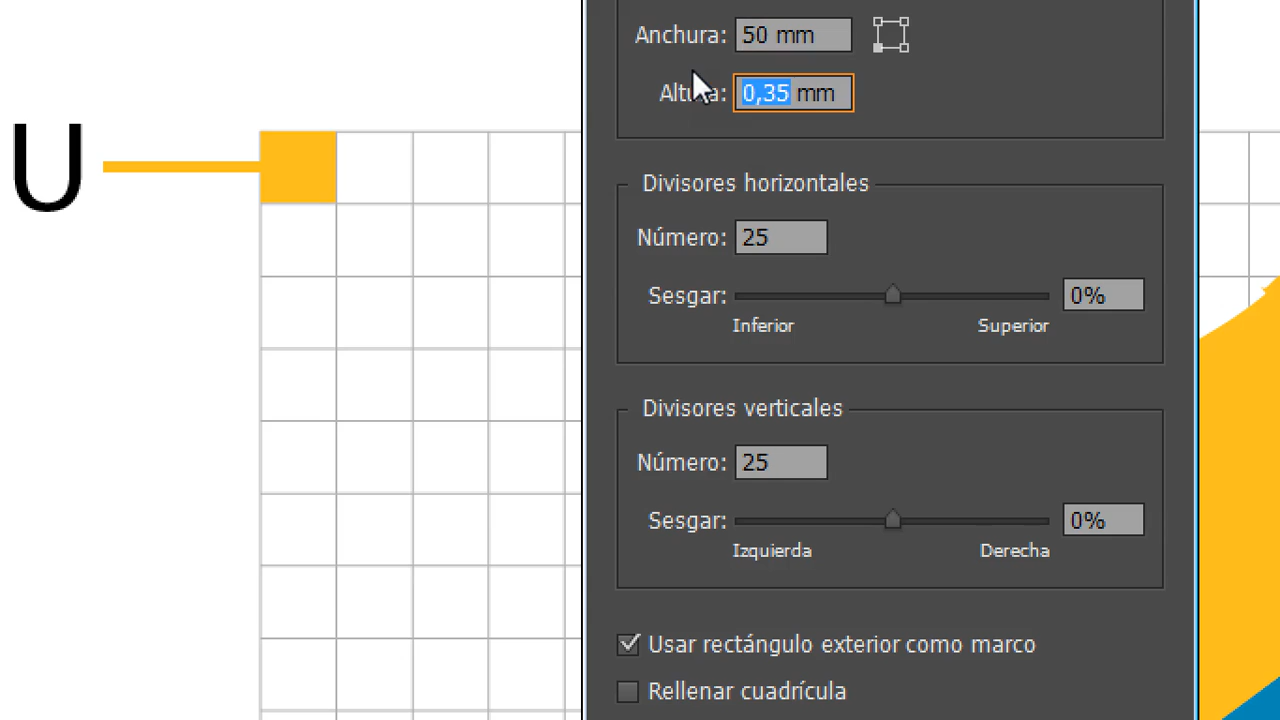 Anchura: 50 mm
Altura: 0,35 mm
U
Divisores horizontales
Número: 25
Sesgar: 0%
Inferior Superior
Divisores verticales
Número: 25
Sesgar: 0%
Izquierda Derecha
Usar rectángulo exterior como marco
Rellenar cuadrícula